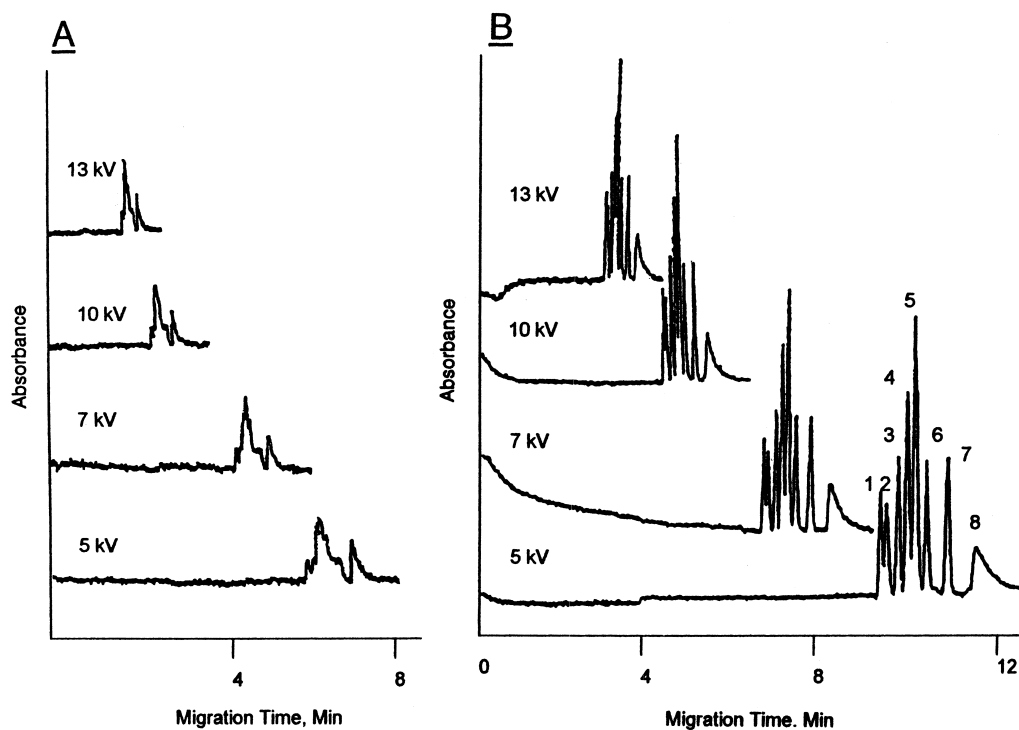 A
13 kV
10 kV
7 kV
5 kV
Absorbance
4
8
Migration Time, Min
B
13 kV
10 kV
7 kV
5 kV
Absorbance
1
2
3
4
5
6
7
8
0
4
8
12
Migration Time. Min